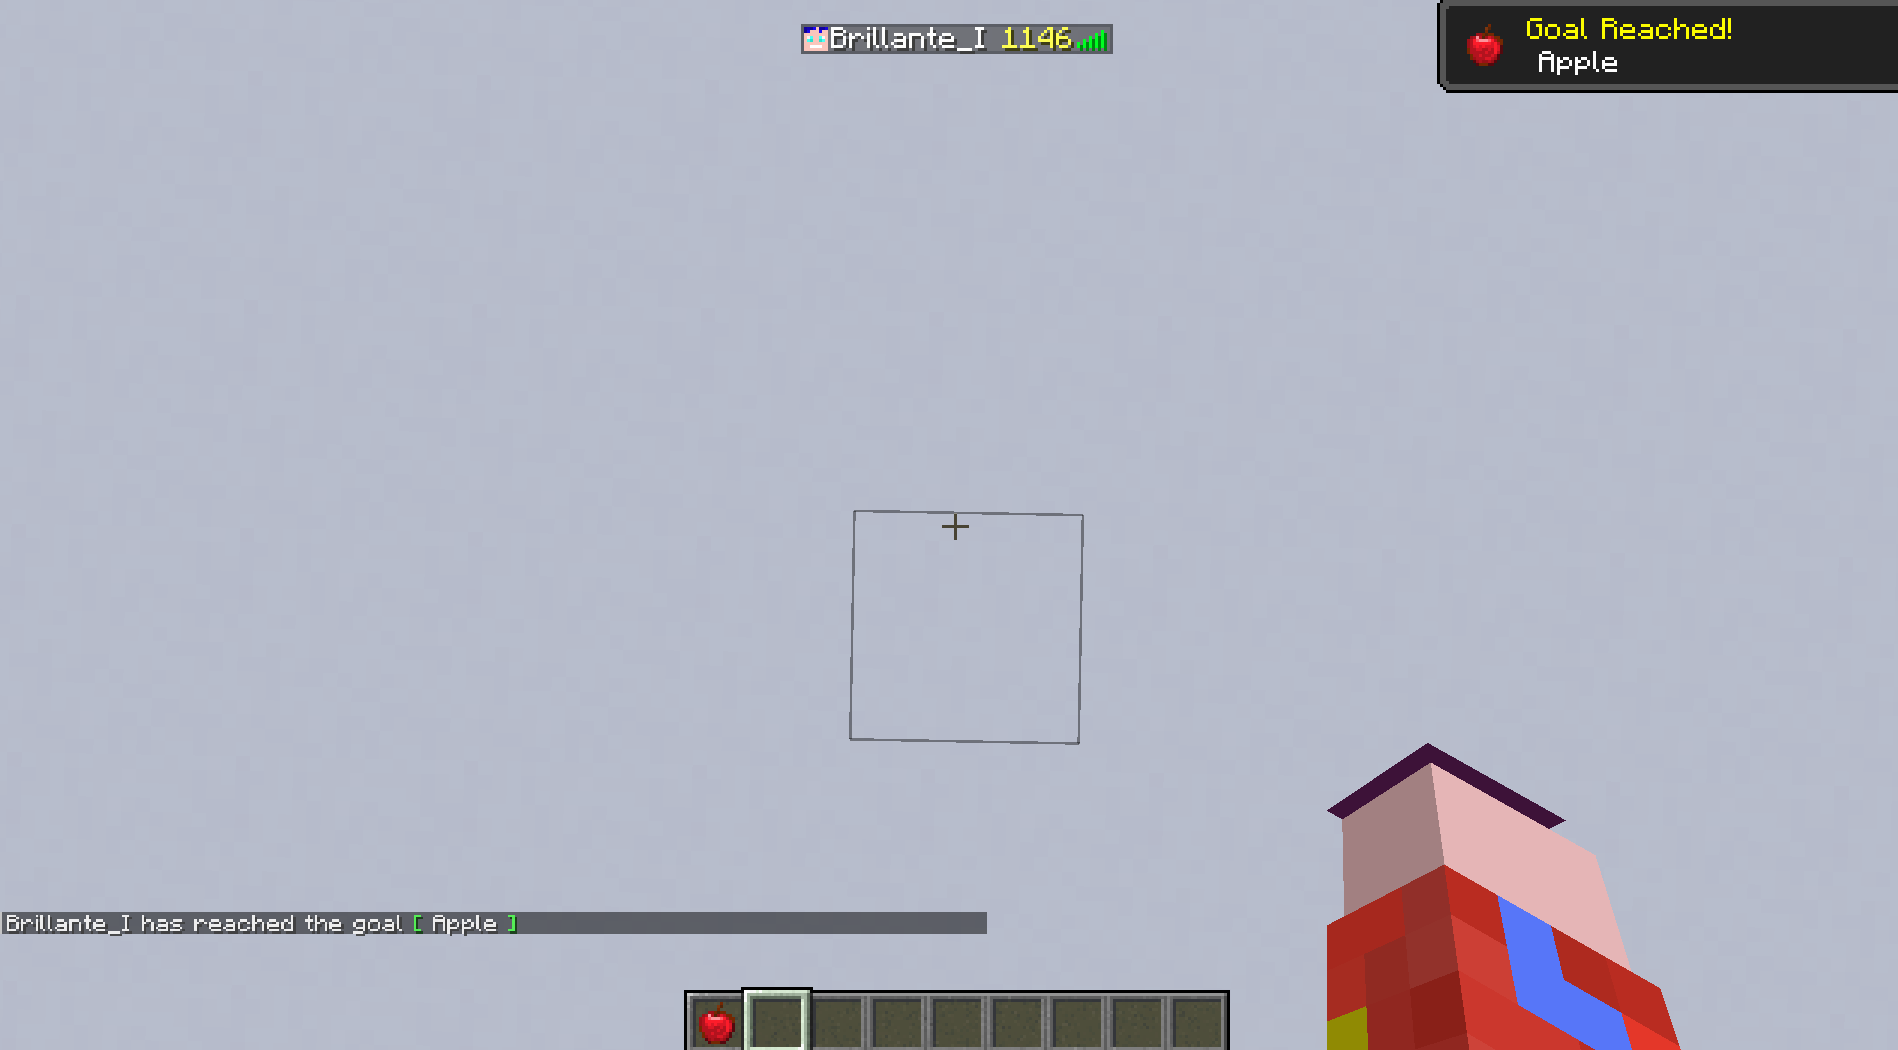 Brillante_I 1146
Goal Reached!
Apple
Brillante_I has reached the goal [ Apple ]